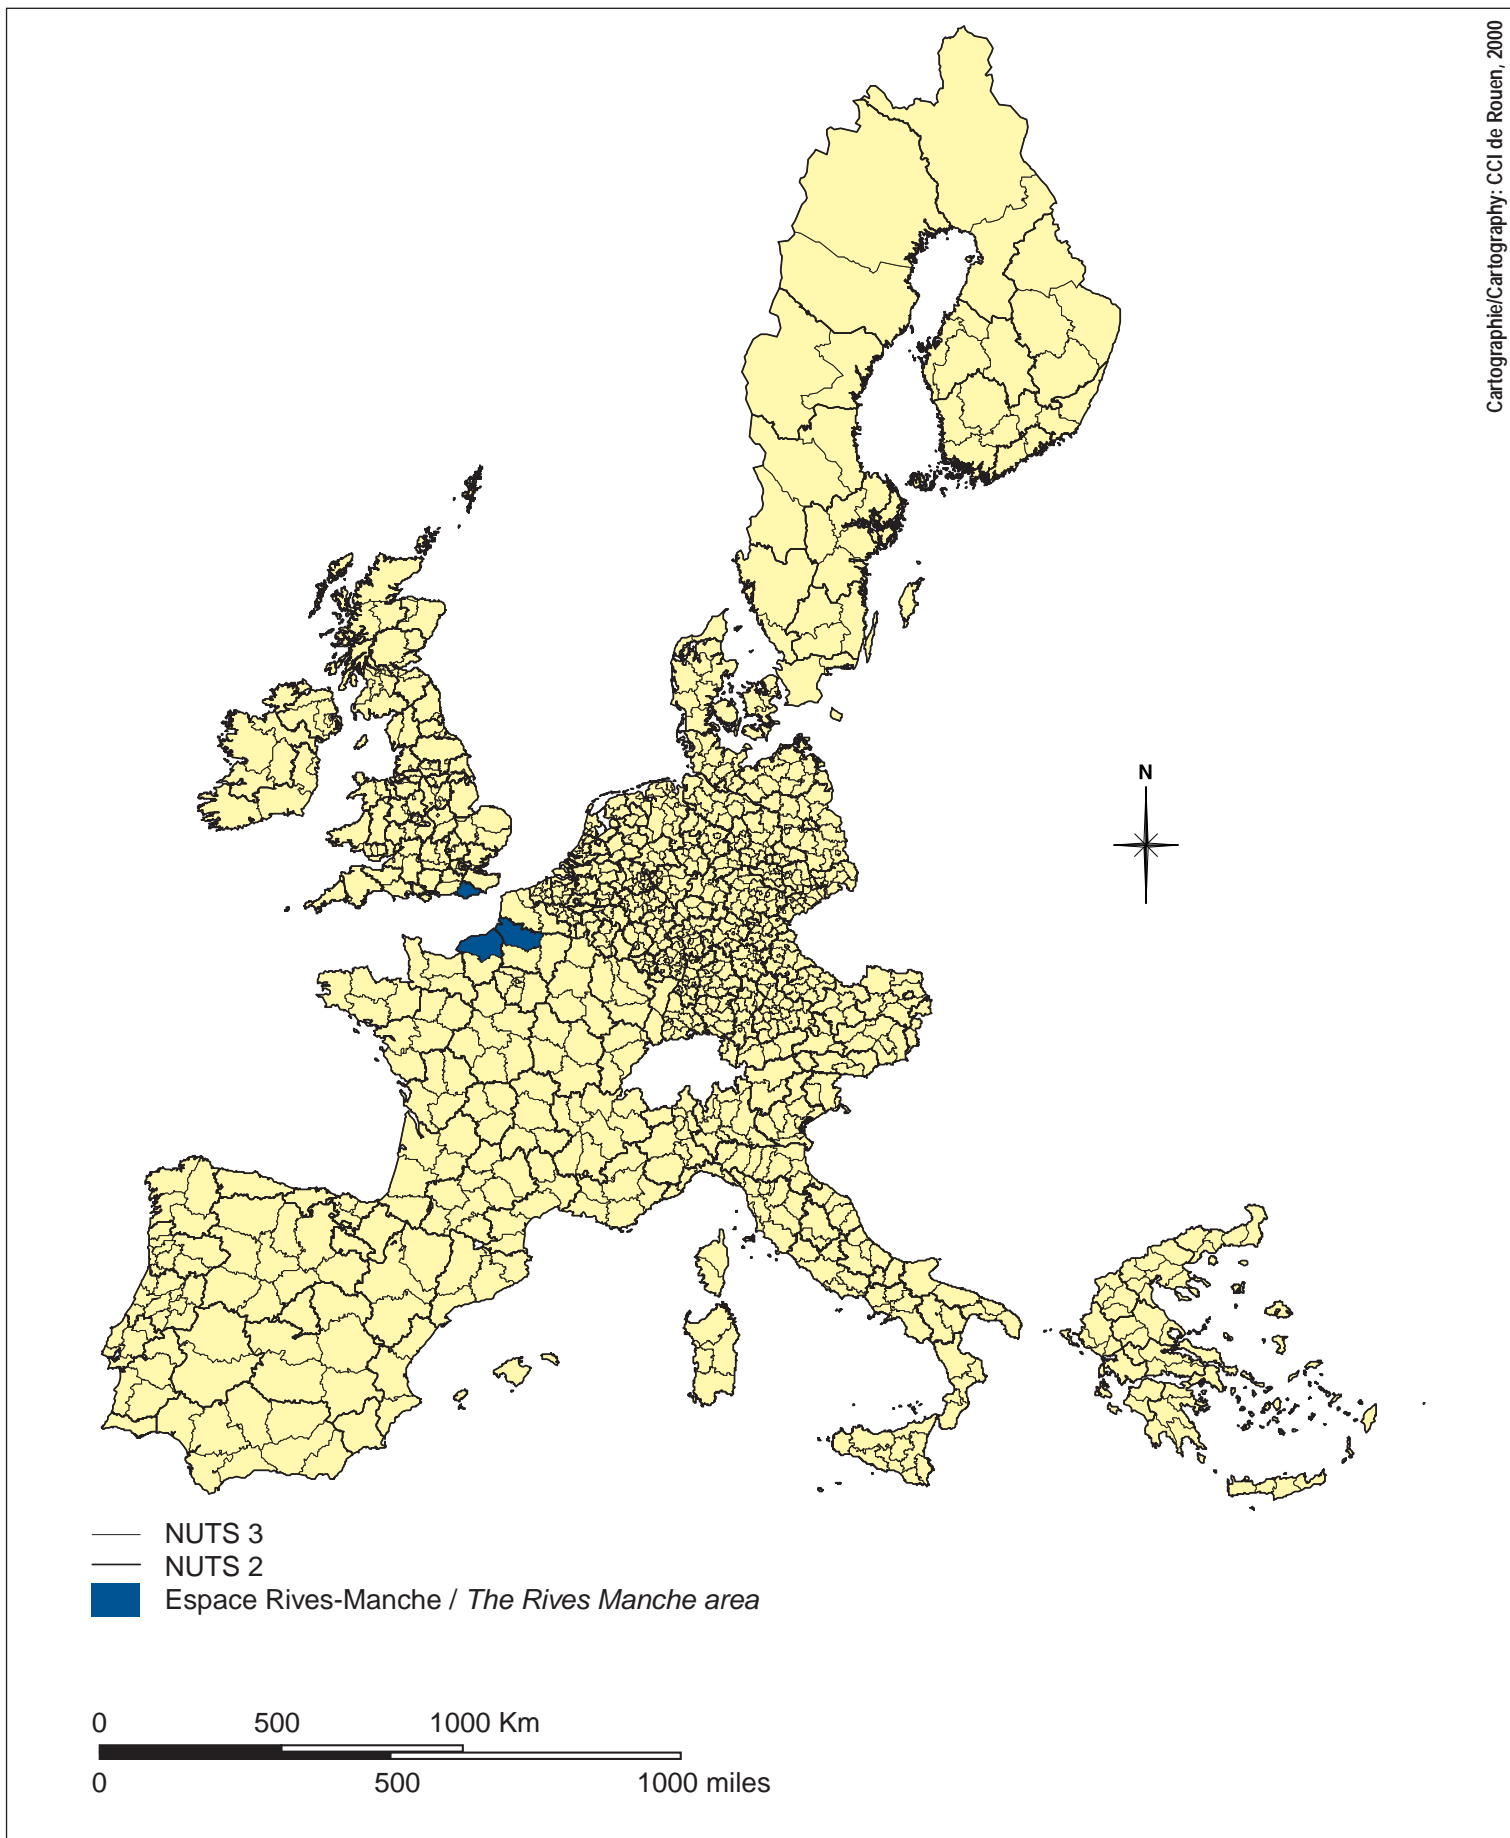 Cartographie/Cartography: CCI de Rouen, 2000
N
NUTS 3
NUTS 2
Espace Rives-Manche / The Rives Manche area
0 500 1000 Km
0 500 1000 miles